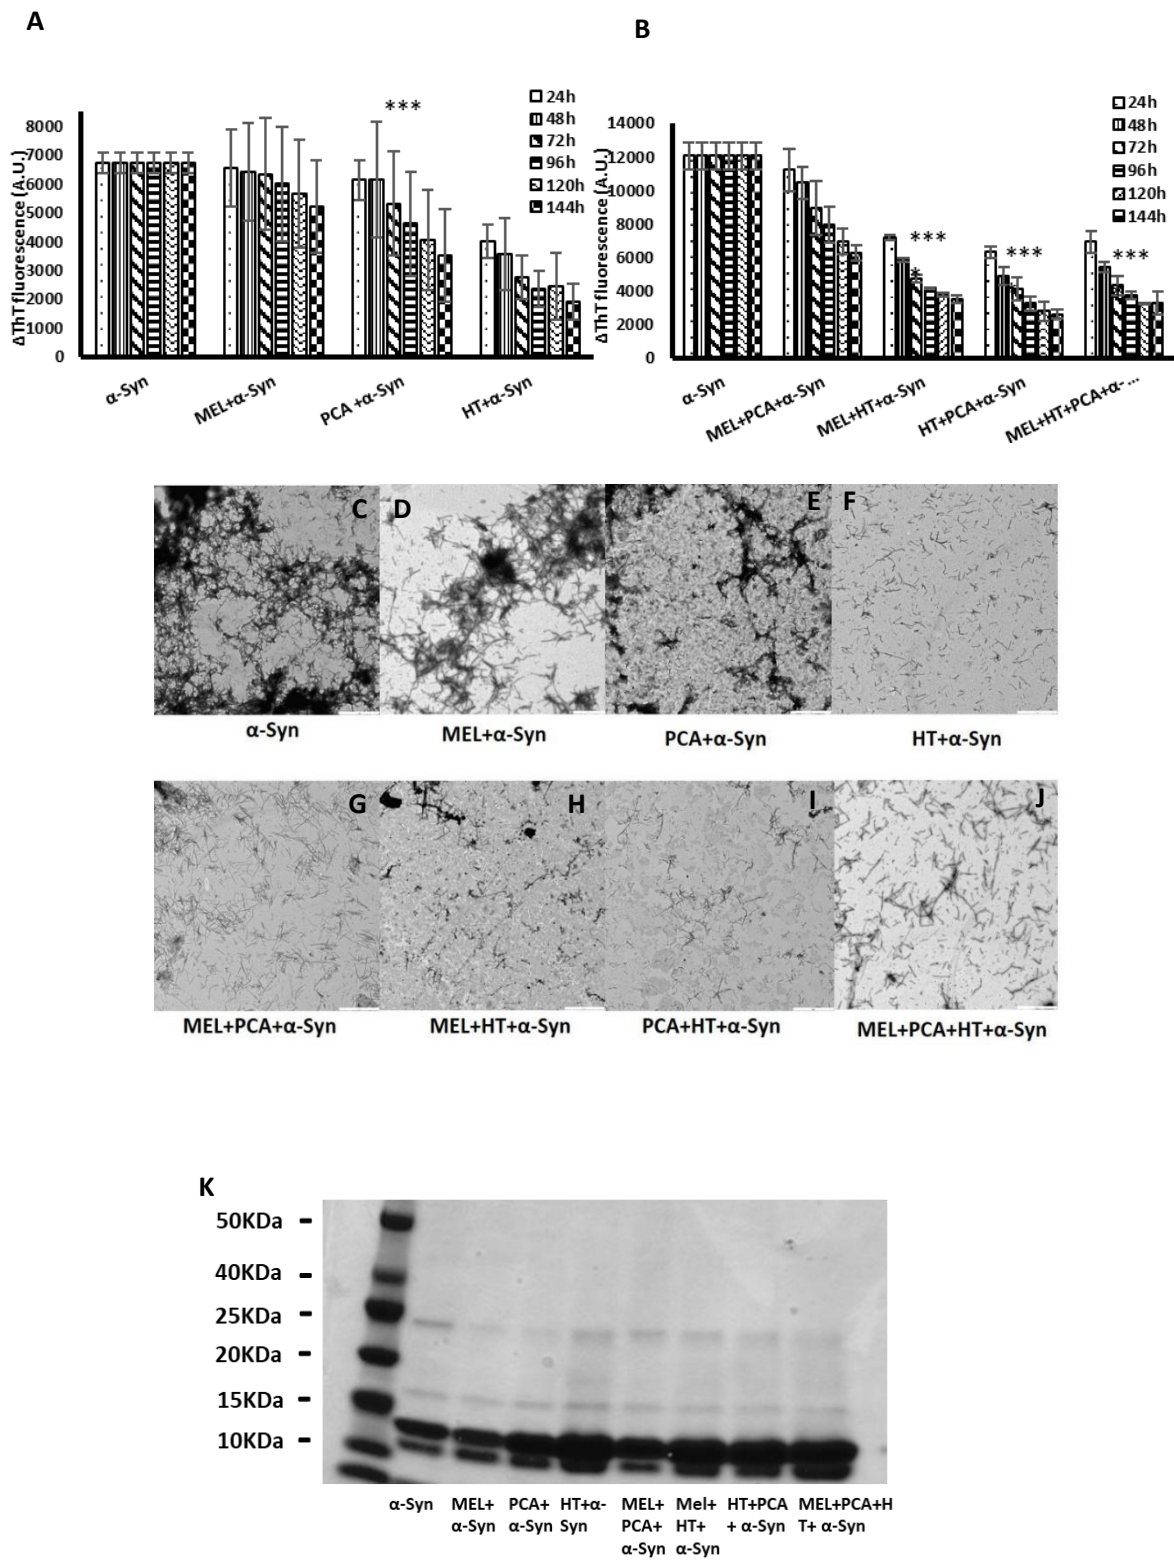 A
B
***
24h
48h
72h
96h
120h
144h
8000
7000
6000
5000
4000
3000
2000
1000
0
ΔThT fluorescence (A.U.)
α-Syn
MEL+α-Syn
PCA +α-Syn
HT+α-Syn
24h
48h
72h
96h
120h
144h
14000
12000
10000
8000
6000
4000
2000
0
ΔThT fluorescence (A.U.)
***
*
***
***
α-Syn
MEL+PCA+α-Syn
MEL+HT+α-Syn
HT+PCA+α-Syn
MEL+HT+PCA+α-...
C
D
E
F
α-Syn
MEL+α-Syn
PCA+α-Syn
HT+α-Syn
G
H
I
J
MEL+PCA+α-Syn
MEL+HT+α-Syn
PCA+HT+α-Syn
MEL+PCA+HT+α-Syn
K
50KDa
40KDa
25KDa
20KDa
15KDa
10KDa
α-Syn
MEL+
α-Syn
PCA+
α-Syn
HT+α-
Syn
MEL+
PCA+
α-Syn
Mel+
HT+
α-Syn
HT+PCA
+ α-Syn
MEL+PCA+H
T+ α-Syn